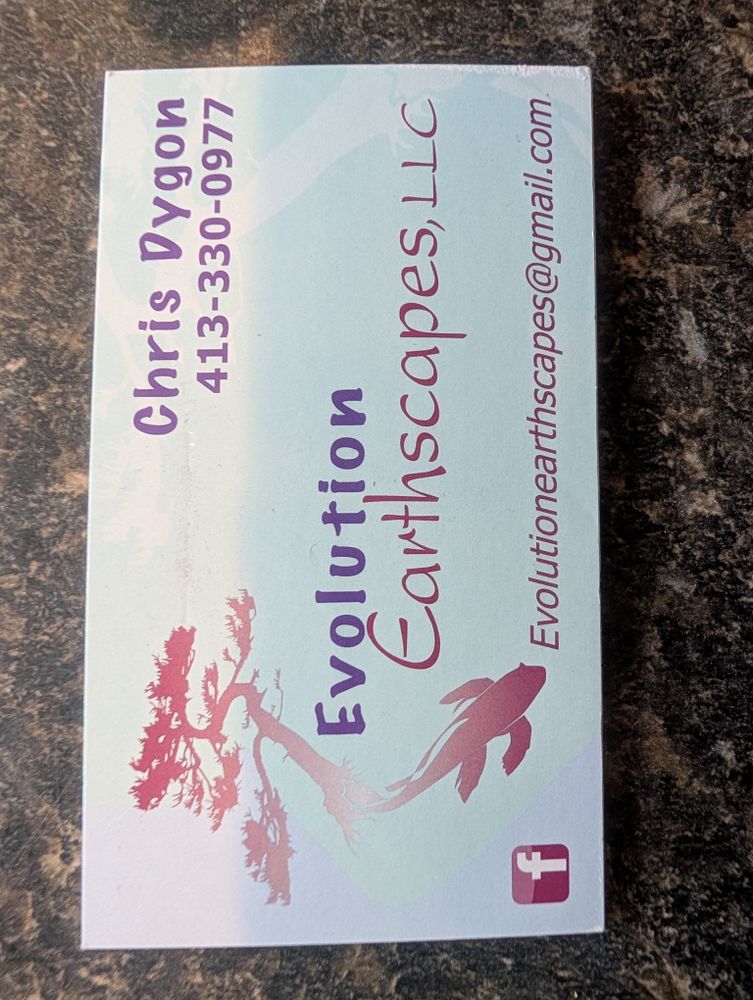 Chris Dygon
413-330-0977
Evolution
Earthscapes, LLC
Evolutionearthscapes@gmail.com
f